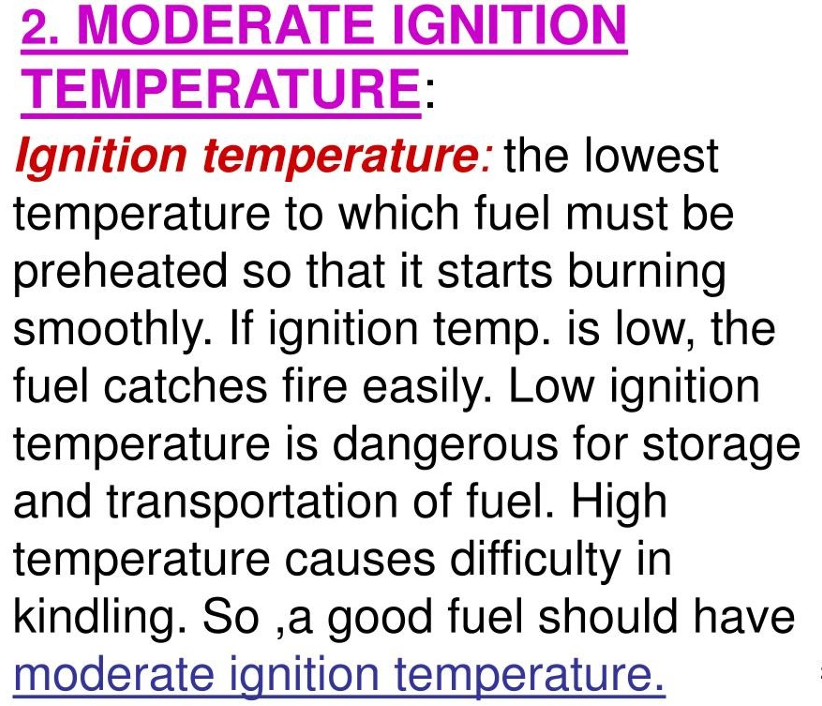 2. MODERATE IGNITION
TEMPERATURE:
Ignition temperature: the lowest
temperature to which fuel must be
preheated so that it starts burning
smoothly. If ignition temp. is low, the
fuel catches fire easily. Low ignition
temperature is dangerous for storage
and transportation of fuel. High
temperature causes difficulty in
kindling. So ,a good fuel should have
moderate ignition temperature.